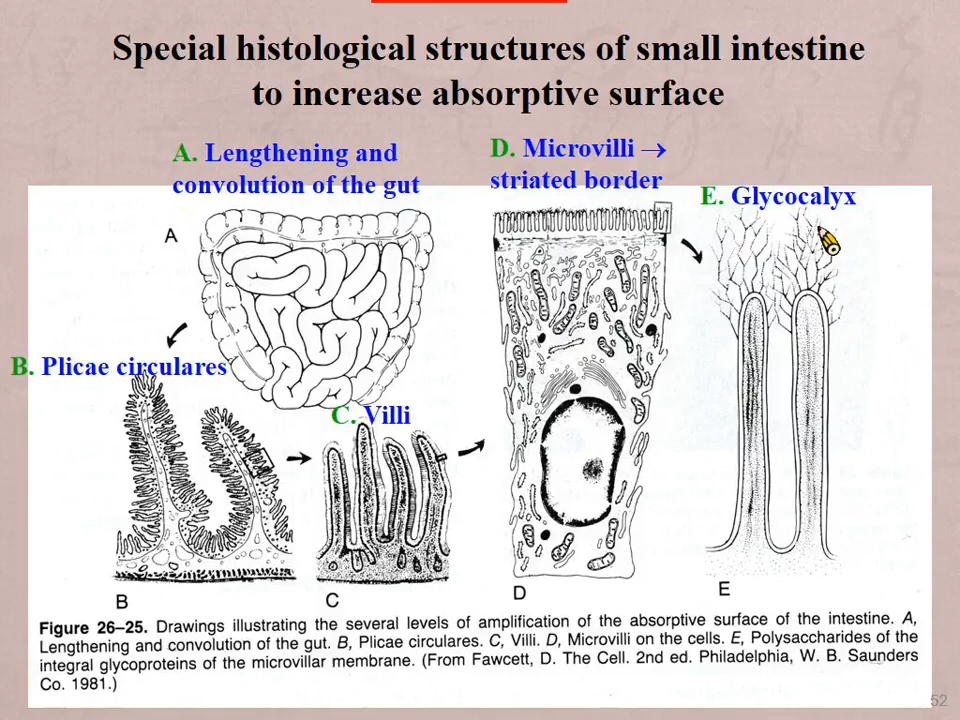 Special histological structures of small intestine
to increase absorptive surface
A. Lengthening and
convolution of the gut
D. Microvilli →
striated border
E. Glycocalyx
A
B. Plicae circulares
C. Villi
B
C
D
E
Figure 26–25. Drawings illustrating the several levels of amplification of the absorptive surface of the intestine. A,
Lengthening and convolution of the gut. B, Plicae circulares. C, Villi. D, Microvilli on the cells. E, Polysaccharides of the
integral glycoproteins of the microvillar membrane. (From Fawcett, D. The Cell. 2nd ed. Philadelphia, W. B. Saunders
Co. 1981.)
52